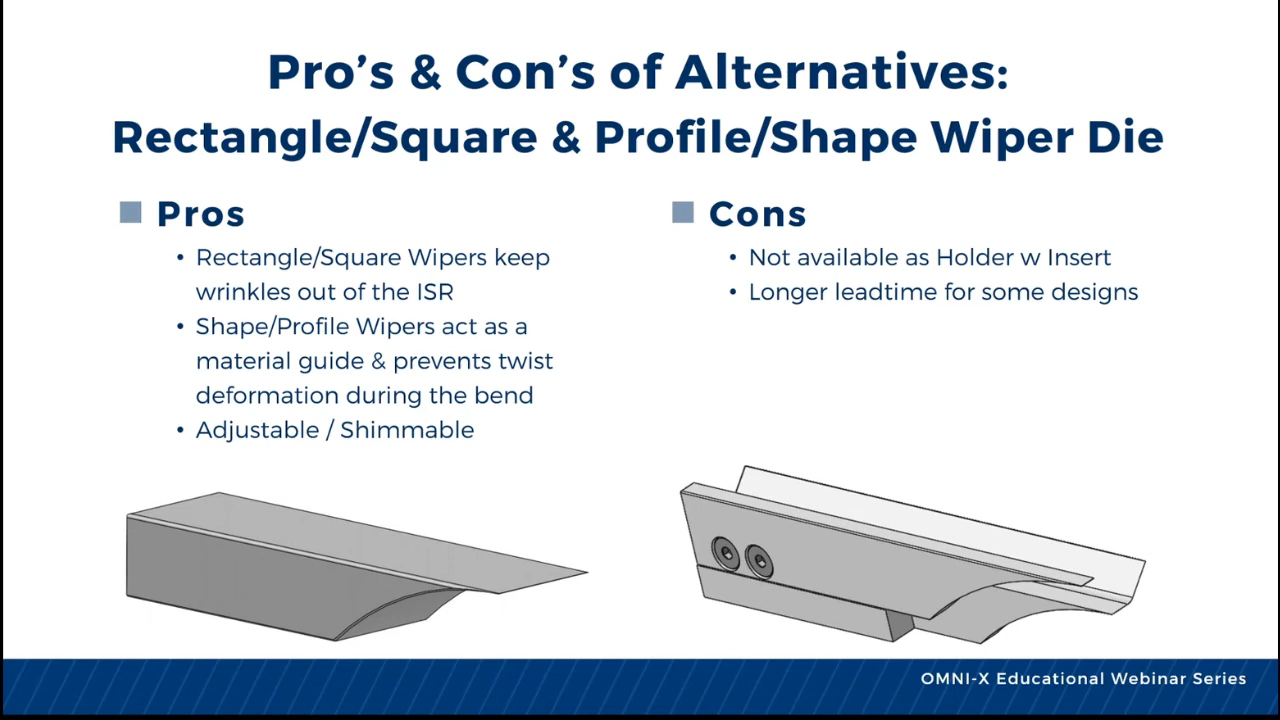 Pro’s & Con’s of Alternatives:
Rectangle/Square & Profile/Shape Wiper Die
Pros
• Rectangle/Square Wipers keep
wrinkles out of the ISR
• Shape/Profile Wipers act as a
material guide & prevents twist
deformation during the bend
• Adjustable / Shimmable
Cons
• Not available as Holder w Insert
• Longer leadtime for some designs
OMNI-X Educational Webinar Series